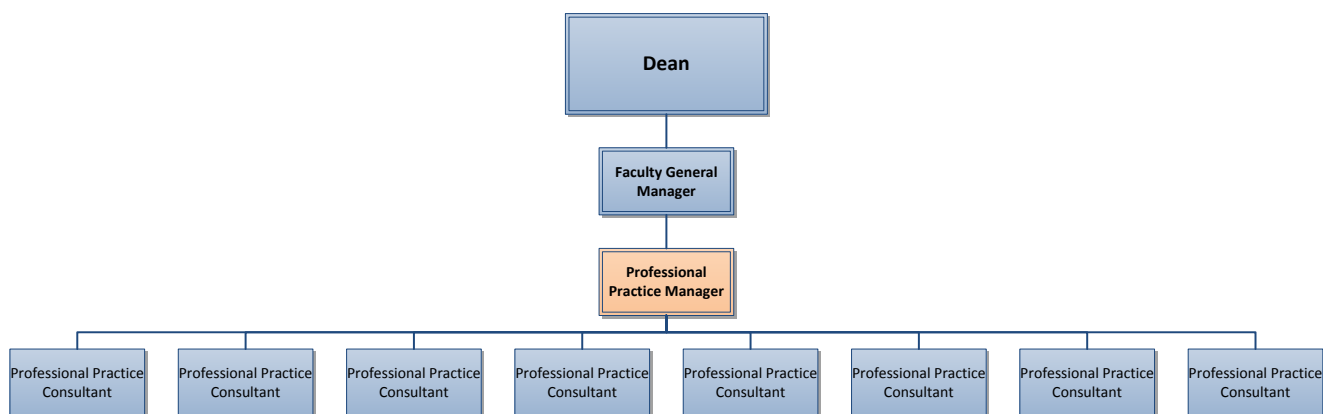 Dean
Faculty General
Manager
Professional
Practice Manager
Professional Practice
Consultant
Professional Practice
Consultant
Professional Practice
Consultant
Professional Practice
Consultant
Professional Practice
Consultant
Professional Practice
Consultant
Professional Practice
Consultant
Professional Practice
Consultant